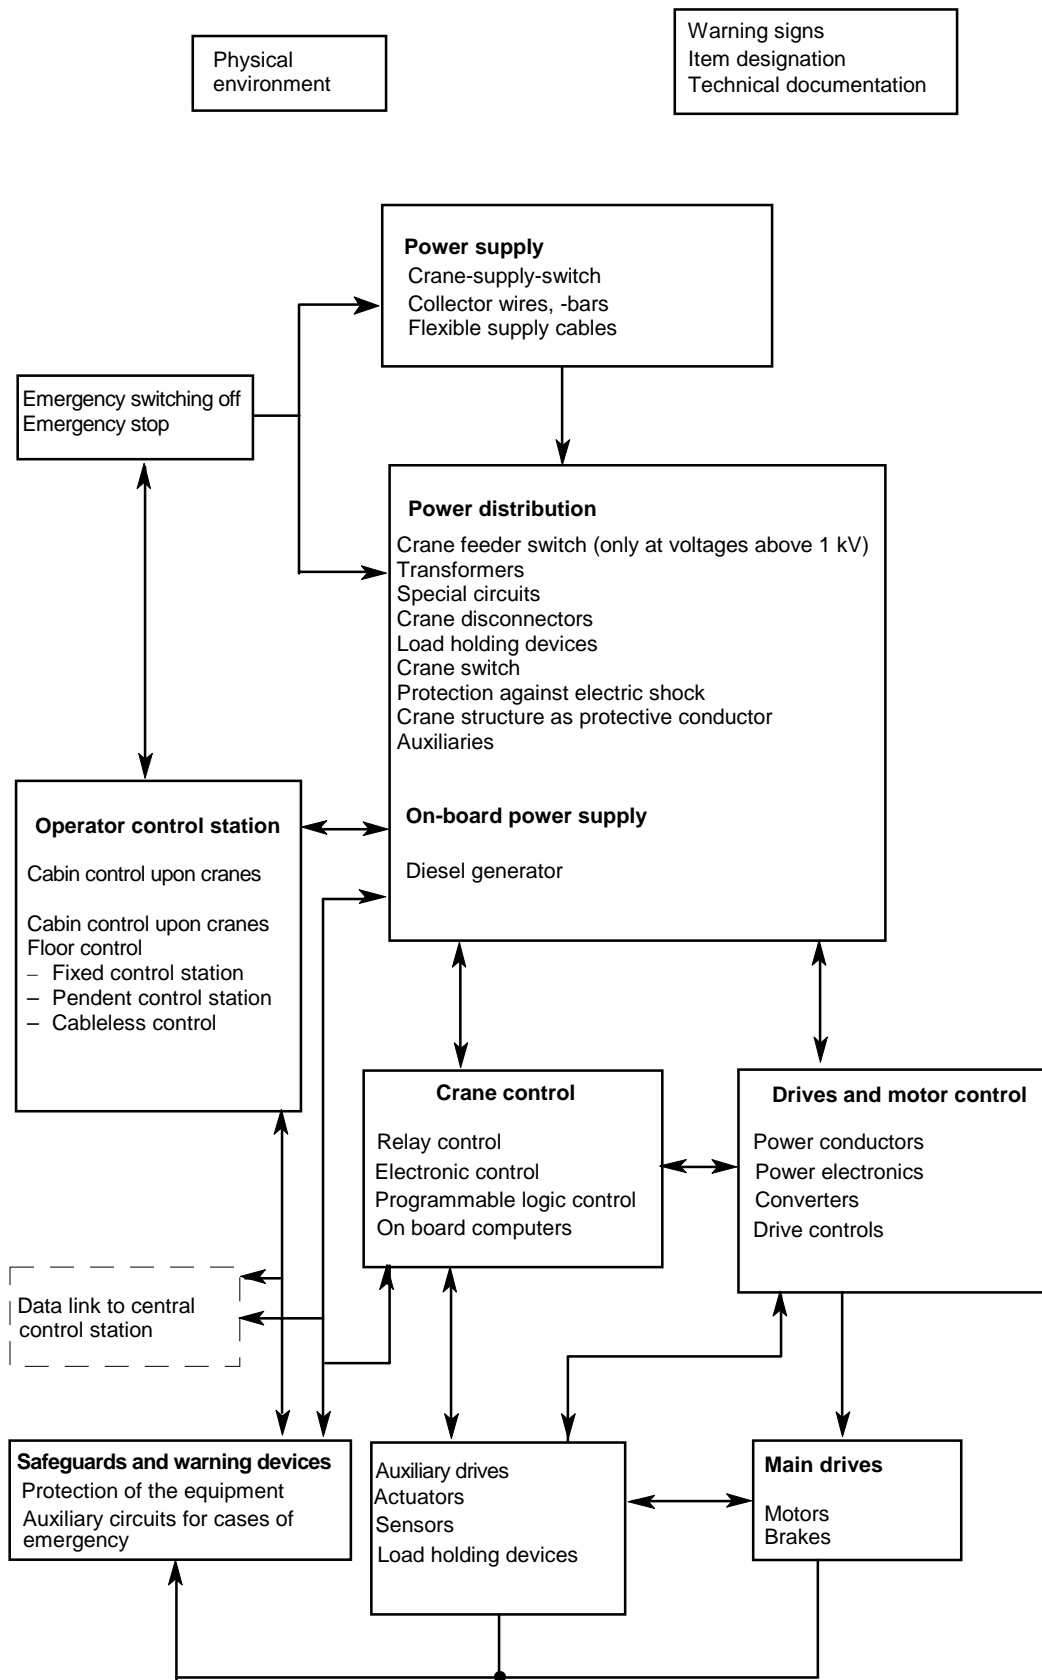 Physical
environment
Warning signs
Item designation
Technical documentation
Power supply
Crane-supply-switch
Collector wires, -bars
Flexible supply cables
Emergency switching off
Emergency stop
Power distribution
Crane feeder switch (only at voltages above 1 kV)
Transformers
Special circuits
Crane disconnectors
Load holding devices
Crane switch
Protection against electric shock
Crane structure as protective conductor
Auxiliaries
On-board power supply
Diesel generator
Operator control station
Cabin control upon cranes
Cabin control upon cranes
Floor control
– Fixed control station
– Pendent control station
– Cableless control
Crane control
Relay control
Electronic control
Programmable logic control
On board computers
Drives and motor control
Power conductors
Power electronics
Converters
Drive controls
Data link to central
control station
Safeguards and warning devices
Protection of the equipment
Auxiliary circuits for cases of
emergency
Auxiliary drives
Actuators
Sensors
Load holding devices
Main drives
Motors
Brakes